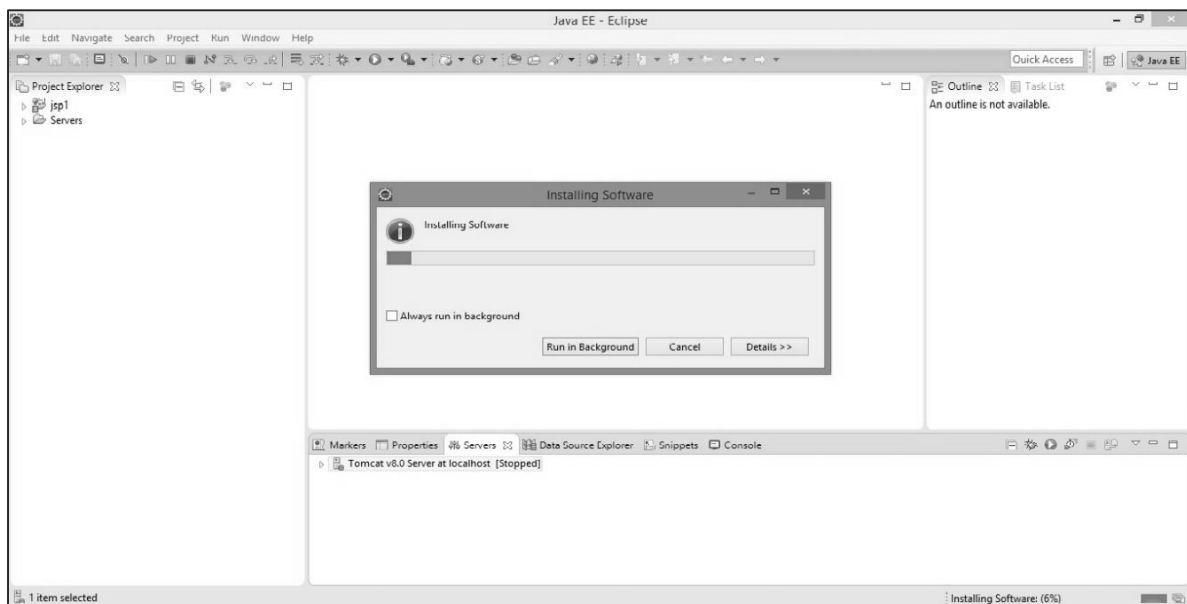 Java EE - Eclipse
File Edit Navigate Search Project Run Window Help
Quick Access
Java EE
Project Explorer
jsp1
Servers
Outline Task List
An outline is not available.
Installing Software
Installing Software
Always run in background
Run in Background Cancel Details >>
Markers Properties Servers Data Source Explorer Snippets Console
Tomcat v8.0 Server at localhost [Stopped]
1 item selected
Installing Software: (6%)